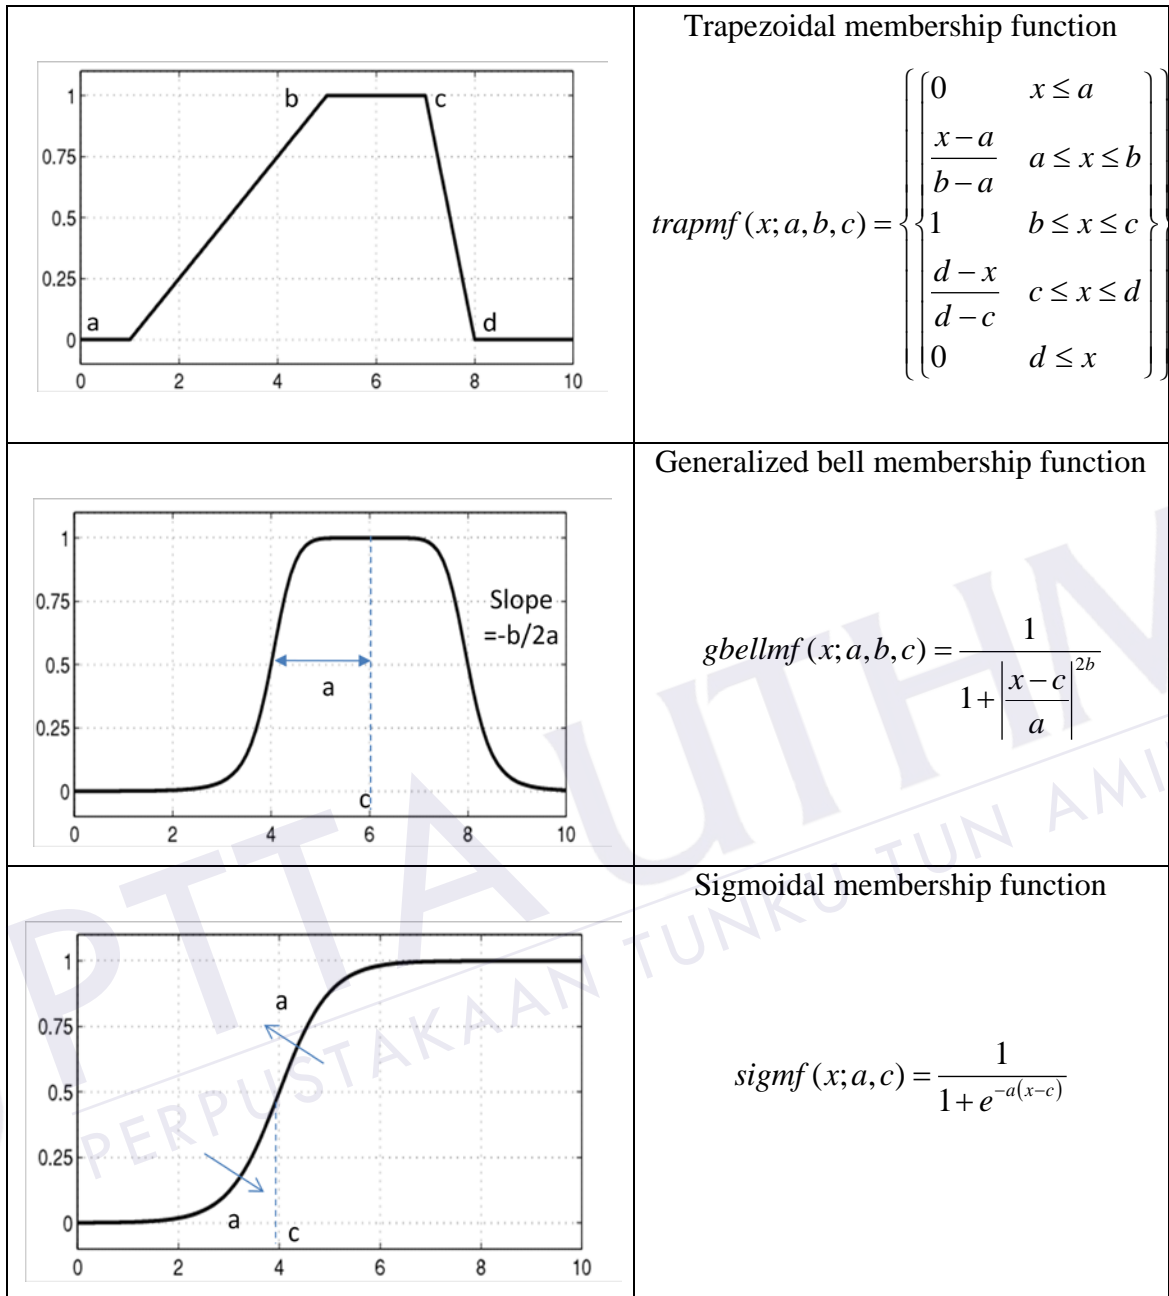 Trapezoidal membership function
1
0.75
0.5
0.25
0
0 2 4 6 8 10
a
b
c
d
trapmf(x; a, b, c) = {{0 x ≤ a
(x − a)/(b − a) a ≤ x ≤ b
1 b ≤ x ≤ c
(d − x)/(d − c) c ≤ x ≤ d
0 d ≤ x}}
Generalized bell membership function
1
0.75
0.5
0.25
0
0 2 4 6 8 10
Slope
=-b/2a
a
c
gbellmf(x; a, b, c) = 1/(1 + |(x − c)/a|^{2b})
Sigmoidal membership function
1
0.75
0.5
0.25
0
0 2 4 6 8 10
a
a
c
sigmf(x; a, c) = 1/(1 + e^{−a(x−c)})
PTTA UTHM
PERPUSTAKAAN TUNKU TUN AMI